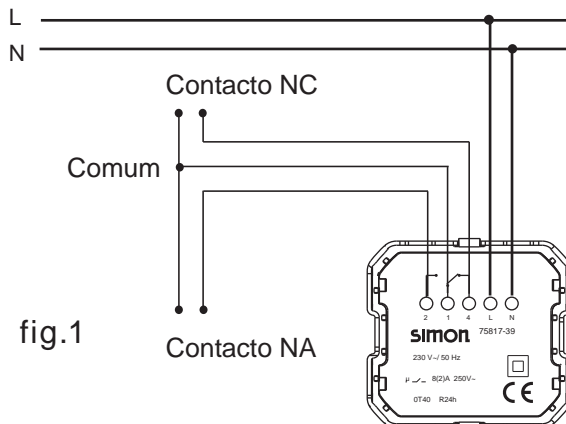 L
N
Contacto NC
Comum
fig.1
Contacto NA
2 1 4 L N
simon 75817-39
230 V~/ 50 Hz
µ 8(2)A 250V~
0T40 R24h
CE